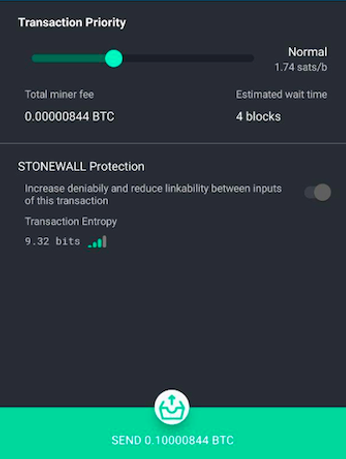 Transaction Priority
Normal
1.74 sats/b
Total miner fee
Estimated wait time
0.00000844 BTC
4 blocks
STONEWALL Protection
Increase deniabily and reduce linkability between inputs
of this transaction
Transaction Entropy
9.32 bits
SEND 0.10000844 BTC